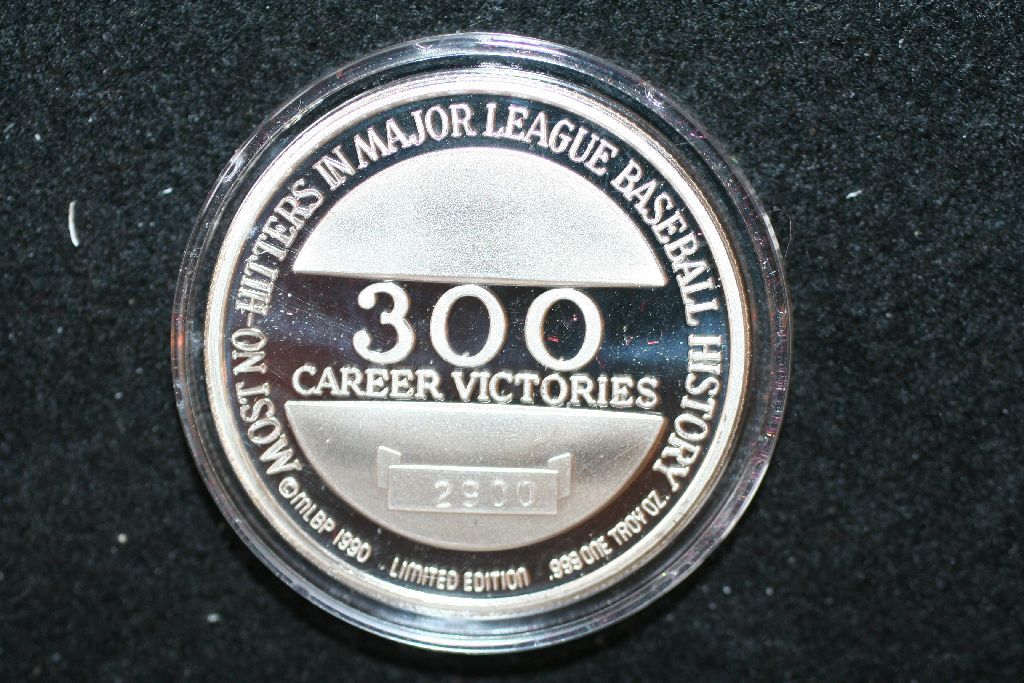 MOST NO-HITTERS IN MAJOR LEAGUE BASEBALL HISTORY
300
CAREER VICTORIES
2900
©MLBP 1990 . LIMITED EDITION .999 ONE TROY OZ.